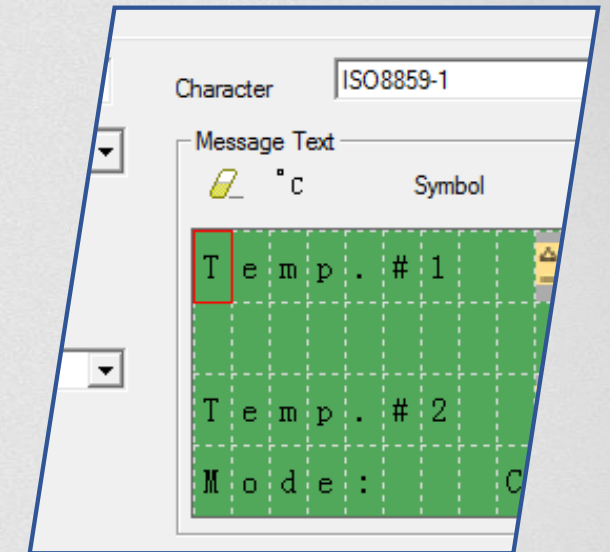 Character ISO8859-1
Message Text
°C Symbol
Temp.#1
Temp.#2
Mode: C